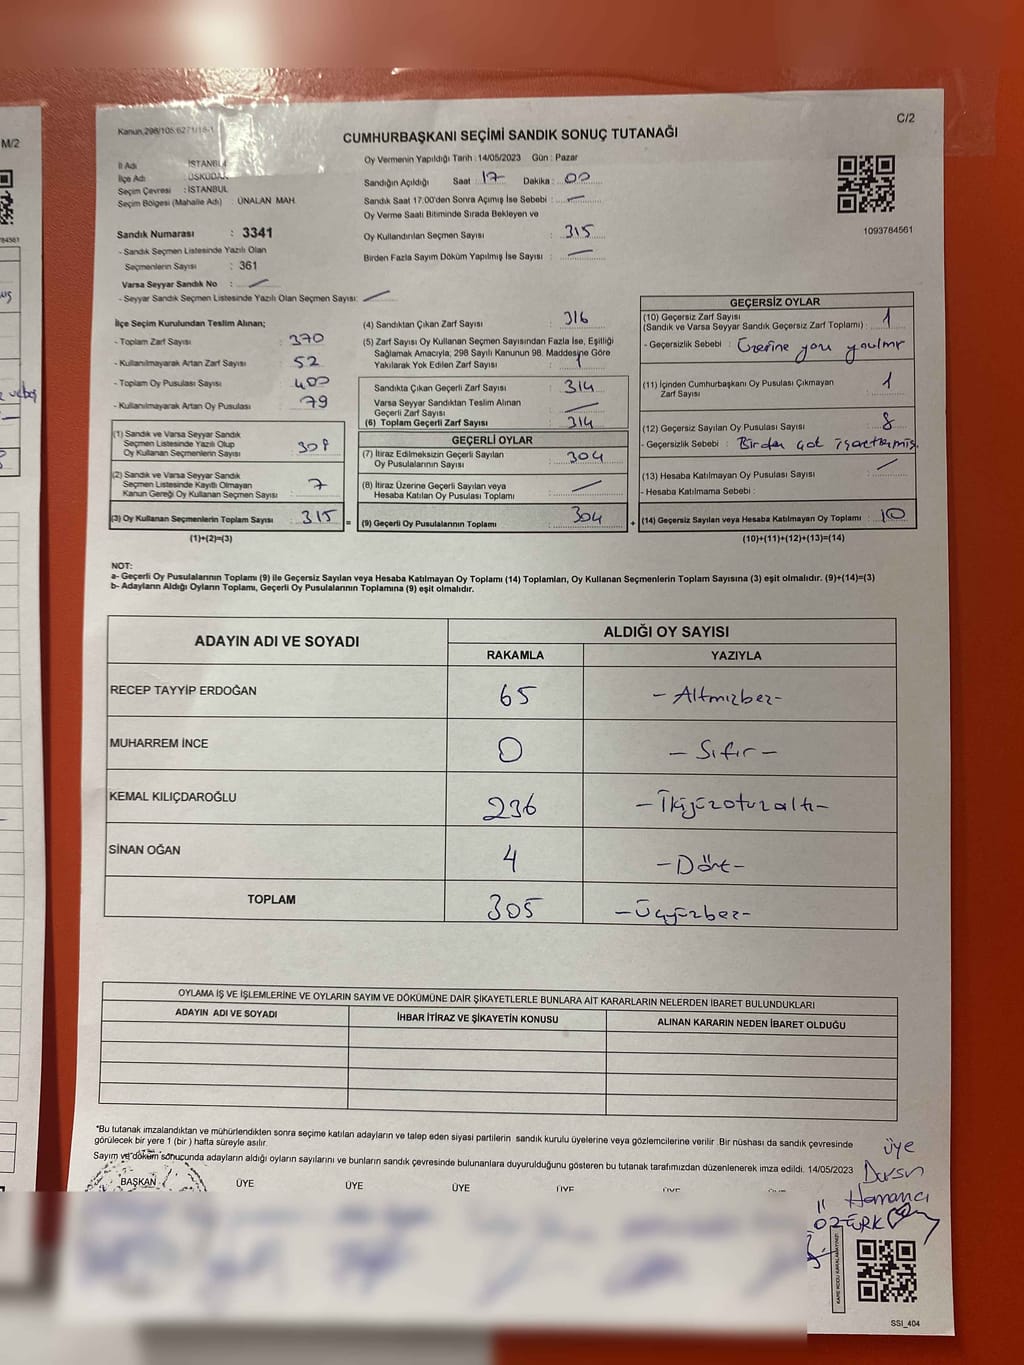 M/2
784561
Kanun,298/105,6271/18-1
CUMHURBAŞKANI SEÇİMİ SANDIK SONUÇ TUTANAĞI
C/2
İl Adı : İSTANBUL
İlçe Adı : ÜSKÜDAR
Seçim Çevresi : İSTANBUL
Seçim Bölgesi (Mahalle Adı) : ÜNALAN MAH.
Sandık Numarası : 3341
- Sandık Seçmen Listesinde Yazılı Olan
Seçmenlerin Sayısı : 361
Varsa Seyyar Sandık No : —
- Seyyar Sandık Seçmen Listesinde Yazılı Olan Seçmen Sayısı: —
Oy Vermenin Yapıldığı Tarih : 14/05/2023 Gün : Pazar
Sandığın Açıldığı Saat : 17 Dakika : 00
Sandık Saat 17.00'den Sonra Açımış İse Sebebi : —
Oy Verme Saati Bitiminde Sırada Bekleyen ve
Oy Kullandırılan Seçmen Sayısı : 315
Birden Fazla Sayım Döküm Yapılmış İse Sayısı : —
1093784561
İlçe Seçim Kurulundan Teslim Alınan;
- Toplam Zarf Sayısı : 370
- Kullanılmayarak Artan Zarf Sayısı : 52
- Toplam Oy Pusulası Sayısı : 400
- Kullanılmayarak Artan Oy Pusulası : 79
(1) Sandık ve Varsa Seyyar Sandık
Seçmen Listesinde Yazılı Olup
Oy Kullanan Seçmenlerin Sayısı : 308
(2) Sandık ve Varsa Seyyar Sandık
Seçmen Listesinde Kayıtlı Olmayan
Kanun Gereği Oy Kullanan Seçmen Sayısı : 7
(3) Oy Kullanan Seçmenlerin Toplam Sayısı : 315 =
(1)+(2)=(3)
(4) Sandıktan Çıkan Zarf Sayısı : 316
(5) Zarf Sayısı Oy Kullanan Seçmen Sayısından Fazla İse, Eşitliği
Sağlamak Amacıyla; 298 Sayılı Kanunun 98. Maddesine Göre
Yakılarak Yok Edilen Zarf Sayısı : 1
Sandıkta Çıkan Geçerli Zarf Sayısı : 314
Varsa Seyyar Sandıktan Teslim Alınan
Geçerli Zarf Sayısı : —
(6) Toplam Geçerli Zarf Sayısı : 314
GEÇERLİ OYLAR
(7) İtiraz Edilmeksizin Geçerli Sayılan
Oy Pusulalarının Sayısı : 304
(8) İtiraz Üzerine Geçerli Sayılan veya
Hesaba Katılan Oy Pusulası Toplamı : —
(9) Geçerli Oy Pusulalarının Toplamı : 304 +
GEÇERSİZ OYLAR
(10) Geçersiz Zarf Sayısı
(Sandık ve Varsa Seyyar Sandık Geçersiz Zarf Toplamı) : 1
- Geçersizlik Sebebi : Üzerine yazı yazılmış
(11) İçinden Cumhurbaşkanı Oy Pusulası Çıkmayan
Zarf Sayısı : 1
(12) Geçersiz Sayılan Oy Pusulası Sayısı : 8
- Geçersizlik Sebebi : Birden çok işaretlenmiş
(13) Hesaba Katılmayan Oy Pusulası Sayısı : —
- Hesaba Katılmama Sebebi :
(14) Geçersiz Sayılan veya Hesaba Katılmayan Oy Toplamı : 10
(10)+(11)+(12)+(13)=(14)
NOT:
a- Geçerli Oy Pusulalarının Toplamı (9) ile Geçersiz Sayılan veya Hesaba Katılmayan Oy Toplamı (14) Toplamları, Oy Kullanan Seçmenlerin Toplam Sayısına (3) eşit olmalıdır. (9)+(14)=(3)
b- Adayların Aldığı Oyların Toplamı, Geçerli Oy Pusulalarının Toplamına (9) eşit olmalıdır.
ADAYIN ADI VE SOYADI ALDIĞI OY SAYISI
RAKAMLA YAZIYLA
RECEP TAYYİP ERDOĞAN 65 - Altmışbeş -
MUHARREM İNCE 0 - Sıfır -
KEMAL KILIÇDAROĞLU 236 - İkiyüzotuzaltı -
SİNAN OĞAN 4 - Dört -
TOPLAM 305 - Üçyüzbeş -
OYLAMA İŞ VE İŞLEMLERİNE VE OYLARIN SAYIM VE DÖKÜMÜNE DAİR ŞİKAYETLERLE BUNLARA AİT KARARLARIN NELERDEN İBARET BULUNDUKLARI
ADAYIN ADI VE SOYADI İHBAR İTİRAZ VE ŞİKAYETİN KONUSU ALINAN KARARIN NEDEN İBARET OLDUĞU
*Bu tutanak imzalandıktan ve mühürlendikten sonra seçime katılan adayların ve talep eden siyasi partilerin sandık kurulu üyelerine veya gözlemcilerine verilir. Bir nüshası da sandık çevresinde
görülecek bir yere 1 (bir ) hafta süreyle asılır.
Sayım ve döküm sonucunda adayların aldığı oyların sayılarını ve bunların sandık çevresinde bulunanlara duyurulduğunu gösteren bu tutanak tarafımızdan düzenlenerek imza edildi. 14/05/2023
BAŞKAN ÜYE ÜYE ÜYE ÜYE ÜYE
Üye
Dursun
Hamancı
ÖZTÜRK
SSİ_404